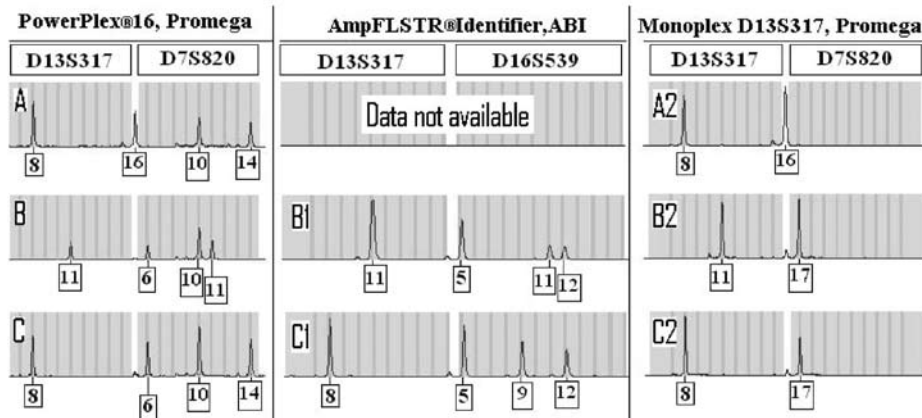 PowerPlex®16, Promega
AmpFLSTR®Identifier,ABI
Monoplex D13S317, Promega
D13S317
D7S820
D13S317
D16S539
D13S317
D7S820
A
Data not available
A2
8
16
10
14
8
16
B
B1
B2
11
6
10
11
11
5
11
12
11
17
C
C1
C2
8
6
10
14
8
5
9
12
8
17